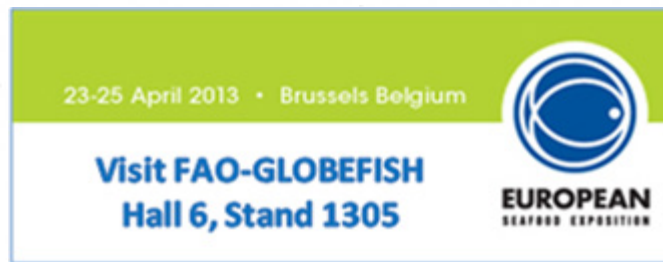 23-25 April 2013 • Brussels Belgium
Visit FAO-GLOBEFISH
Hall 6, Stand 1305
EUROPEAN
SEAFOOD EXPOSITION